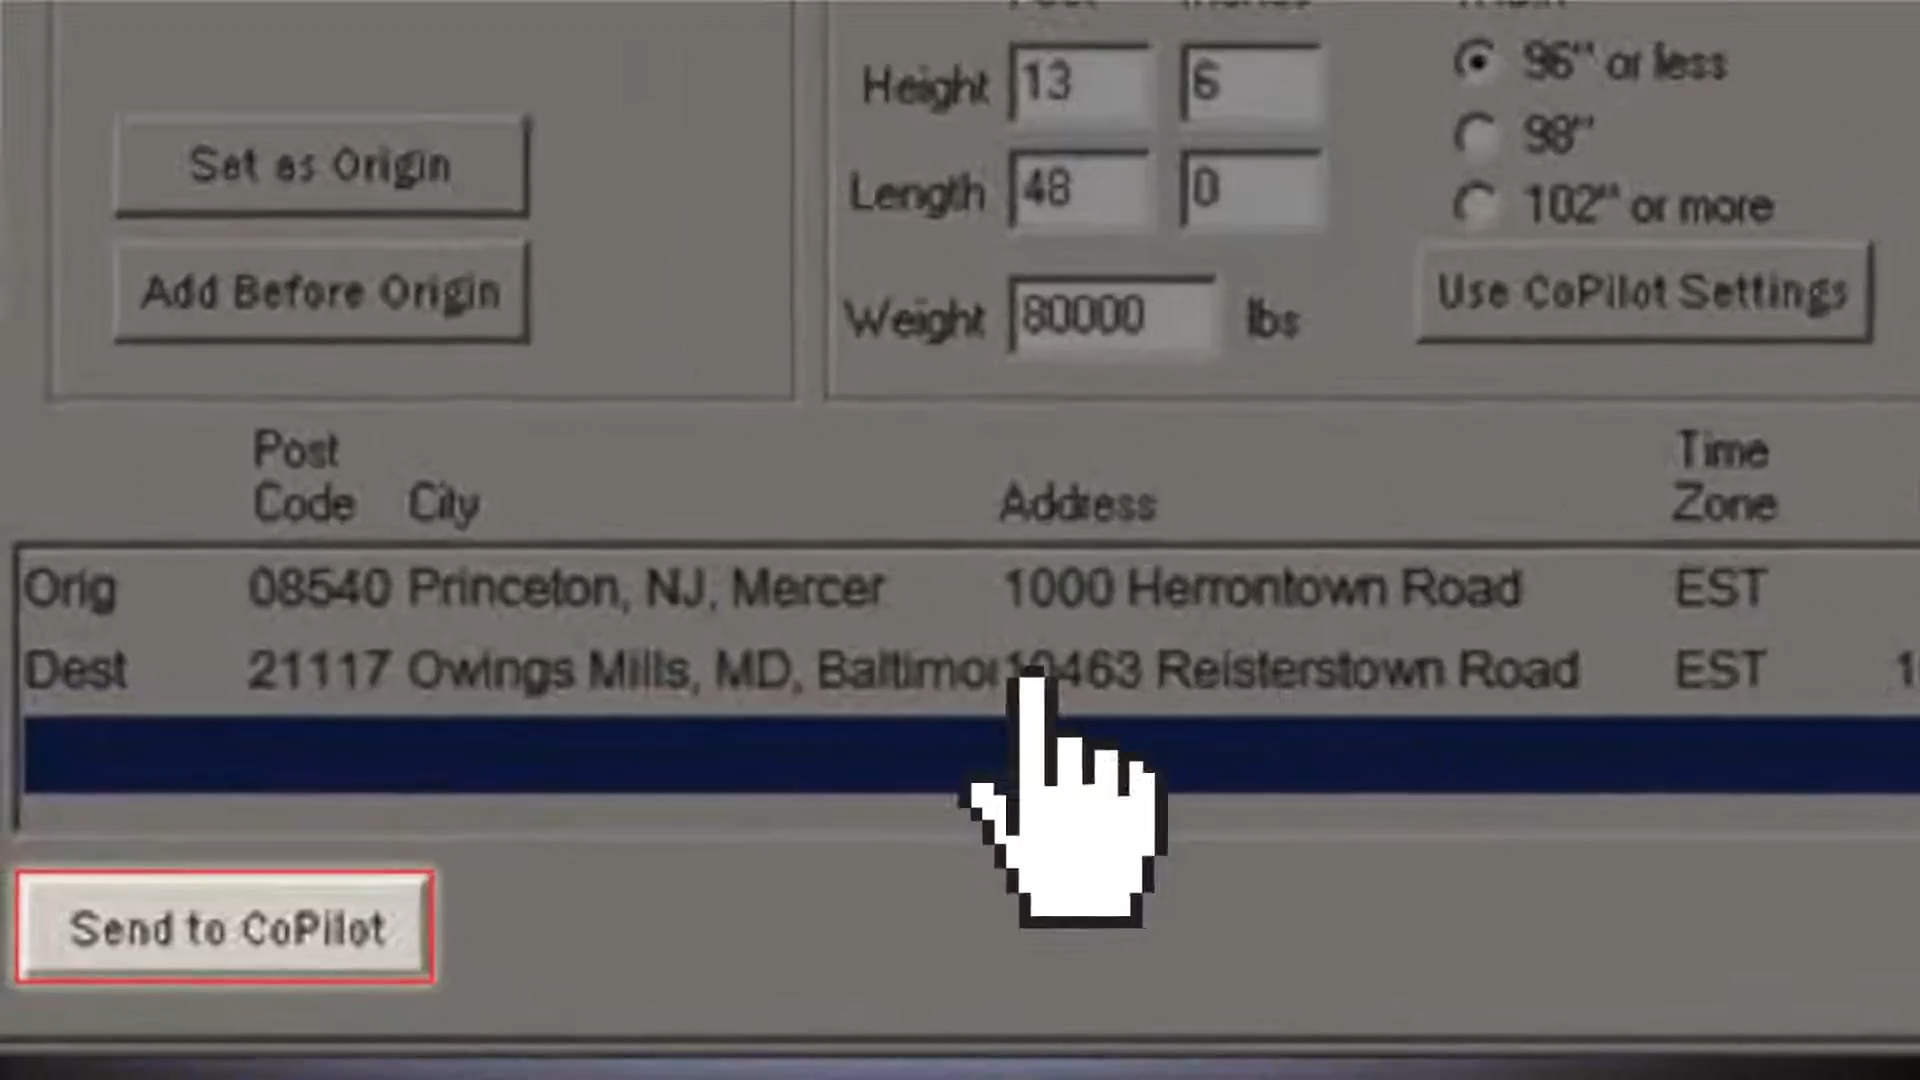 Height 13 6
96" or less
98"
Set as Origin
Length 48 0
102" or more
Add Before Origin
Weight 80000 lbs
Use CoPilot Settings
Post Code City Address Time Zone
Orig 08540 Princeton, NJ, Mercer 1000 Herrontown Road EST
Dest 21117 Owings Mills, MD, Baltimor 10463 Reisterstown Road EST
Send to CoPilot